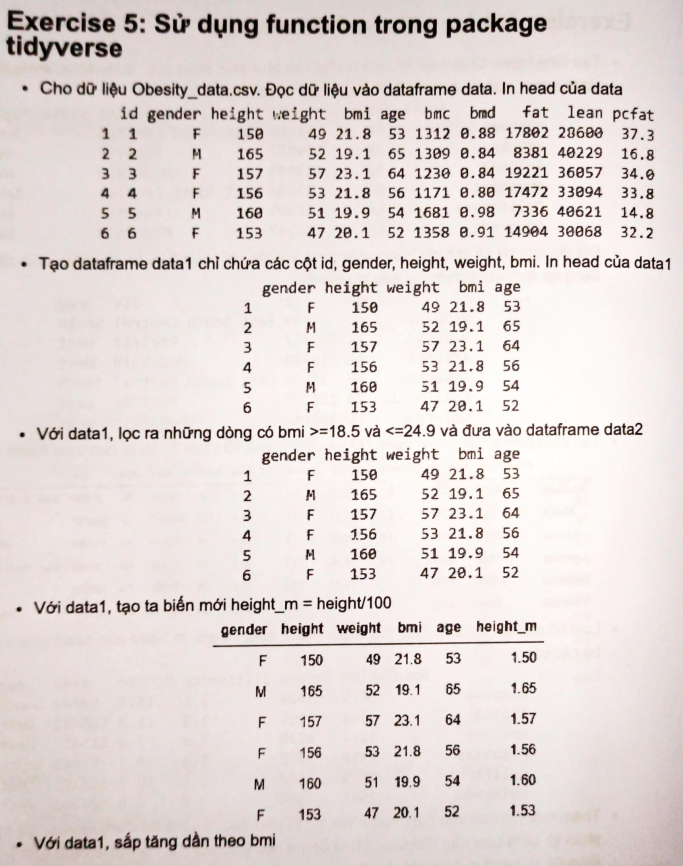 Exercise 5: Sử dụng function trong package
tidyverse
• Cho dữ liệu Obesity_data.csv. Đọc dữ liệu vào dataframe data. In head của data
id gender height weight bmi age bmc bmd fat lean pcfat
1 1 F 150 49 21.8 53 1312 0.88 17802 28600 37.3
2 2 M 165 52 19.1 65 1309 0.84 8381 40229 16.8
3 3 F 157 57 23.1 64 1230 0.84 19221 36057 34.0
4 4 F 156 53 21.8 56 1171 0.80 17472 33094 33.8
5 5 M 160 51 19.9 54 1681 0.98 7336 40621 14.8
6 6 F 153 47 20.1 52 1358 0.91 14904 30068 32.2
• Tạo dataframe data1 chỉ chứa các cột id, gender, height, weight, bmi. In head của data1
gender height weight bmi age
1 F 150 49 21.8 53
2 M 165 52 19.1 65
3 F 157 57 23.1 64
4 F 156 53 21.8 56
5 M 160 51 19.9 54
6 F 153 47 20.1 52
• Với data1, lọc ra những dòng có bmi >=18.5 và <=24.9 và đưa vào dataframe data2
gender height weight bmi age
1 F 150 49 21.8 53
2 M 165 52 19.1 65
3 F 157 57 23.1 64
4 F 156 53 21.8 56
5 M 160 51 19.9 54
6 F 153 47 20.1 52
• Với data1, tạo ta biến mới height_m = height/100
gender height weight bmi age height_m
F 150 49 21.8 53 1.50
M 165 52 19.1 65 1.65
F 157 57 23.1 64 1.57
F 156 53 21.8 56 1.56
M 160 51 19.9 54 1.60
F 153 47 20.1 52 1.53
• Với data1, sắp tăng dần theo bmi